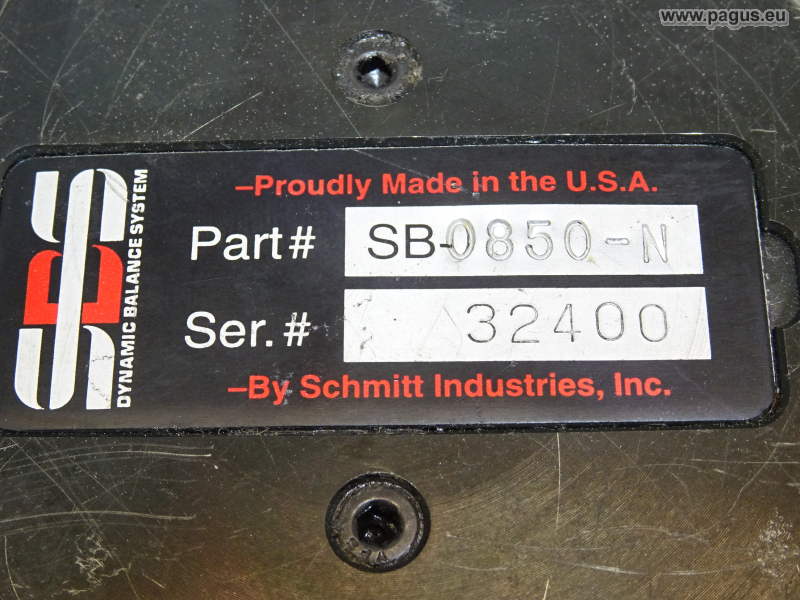 www.pagus.eu
–Proudly Made in the U.S.A.
Part# SB-0850-N
Ser.# 32400
–By Schmitt Industries, Inc.
SBS
DYNAMIC BALANCE SYSTEM